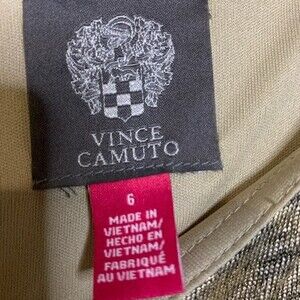 VINCE
CAMUTO
6
MADE IN
VIETNAM/
HECHO EN
VIETNAM/
FABRIQUÉ
AU VIETNAM